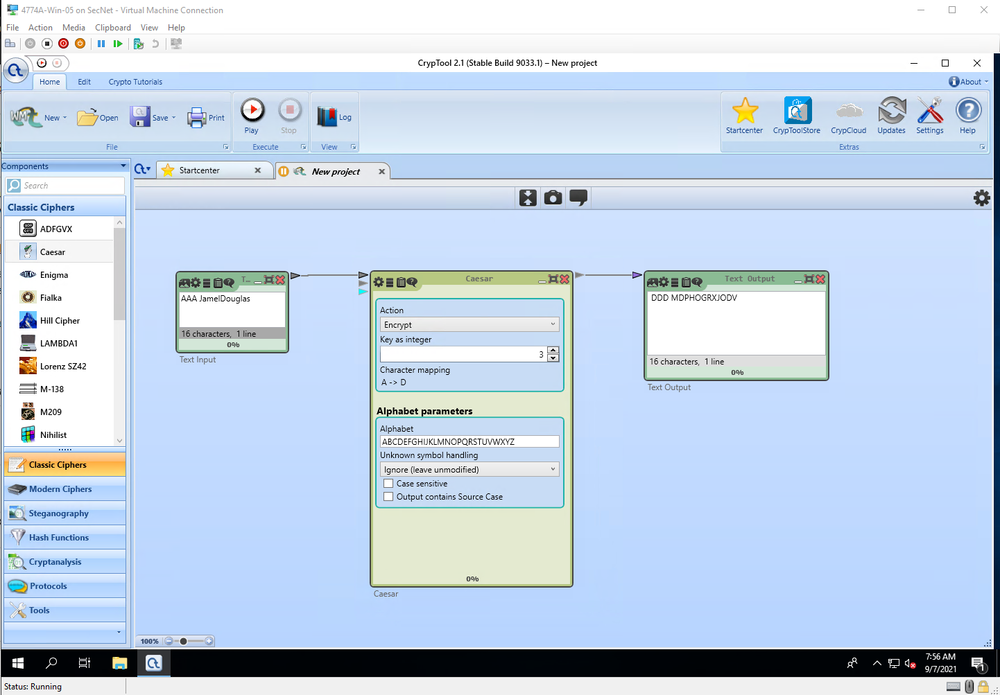 4774A-Win-05 on SecNet - Virtual Machine Connection
File Action Media Clipboard View Help
CrypTool 2.1 (Stable Build 9033.1) – New project
Home Edit Crypto Tutorials About
New Open Save Print Play Stop Log Startcenter CrypToolStore CrypCloud Updates Settings Help
File Execute View Extras
Components
Startcenter New project
Search
Classic Ciphers
ADFGVX
Caesar
Enigma
Fialka
Hill Cipher
LAMBDA1
Lorenz SZ42
M-138
M209
Nihilist
Classic Ciphers
Modern Ciphers
Steganography
Hash Functions
Cryptanalysis
Protocols
Tools
T...
AAA JamelDouglas
16 characters, 1 line
0%
Text Input
Caesar
Action
Encrypt
Key as integer
3
Character mapping
A -> D
Alphabet parameters
Alphabet
ABCDEFGHIJKLMNOPQRSTUVWXYZ
Unknown symbol handling
Ignore (leave unmodified)
Case sensitive
Output contains Source Case
0%
Caesar
Text Output
DDD MDPHOGRXJODV
16 characters, 1 line
0%
Text Output
100%
7:56 AM
9/7/2021
1
Status: Running